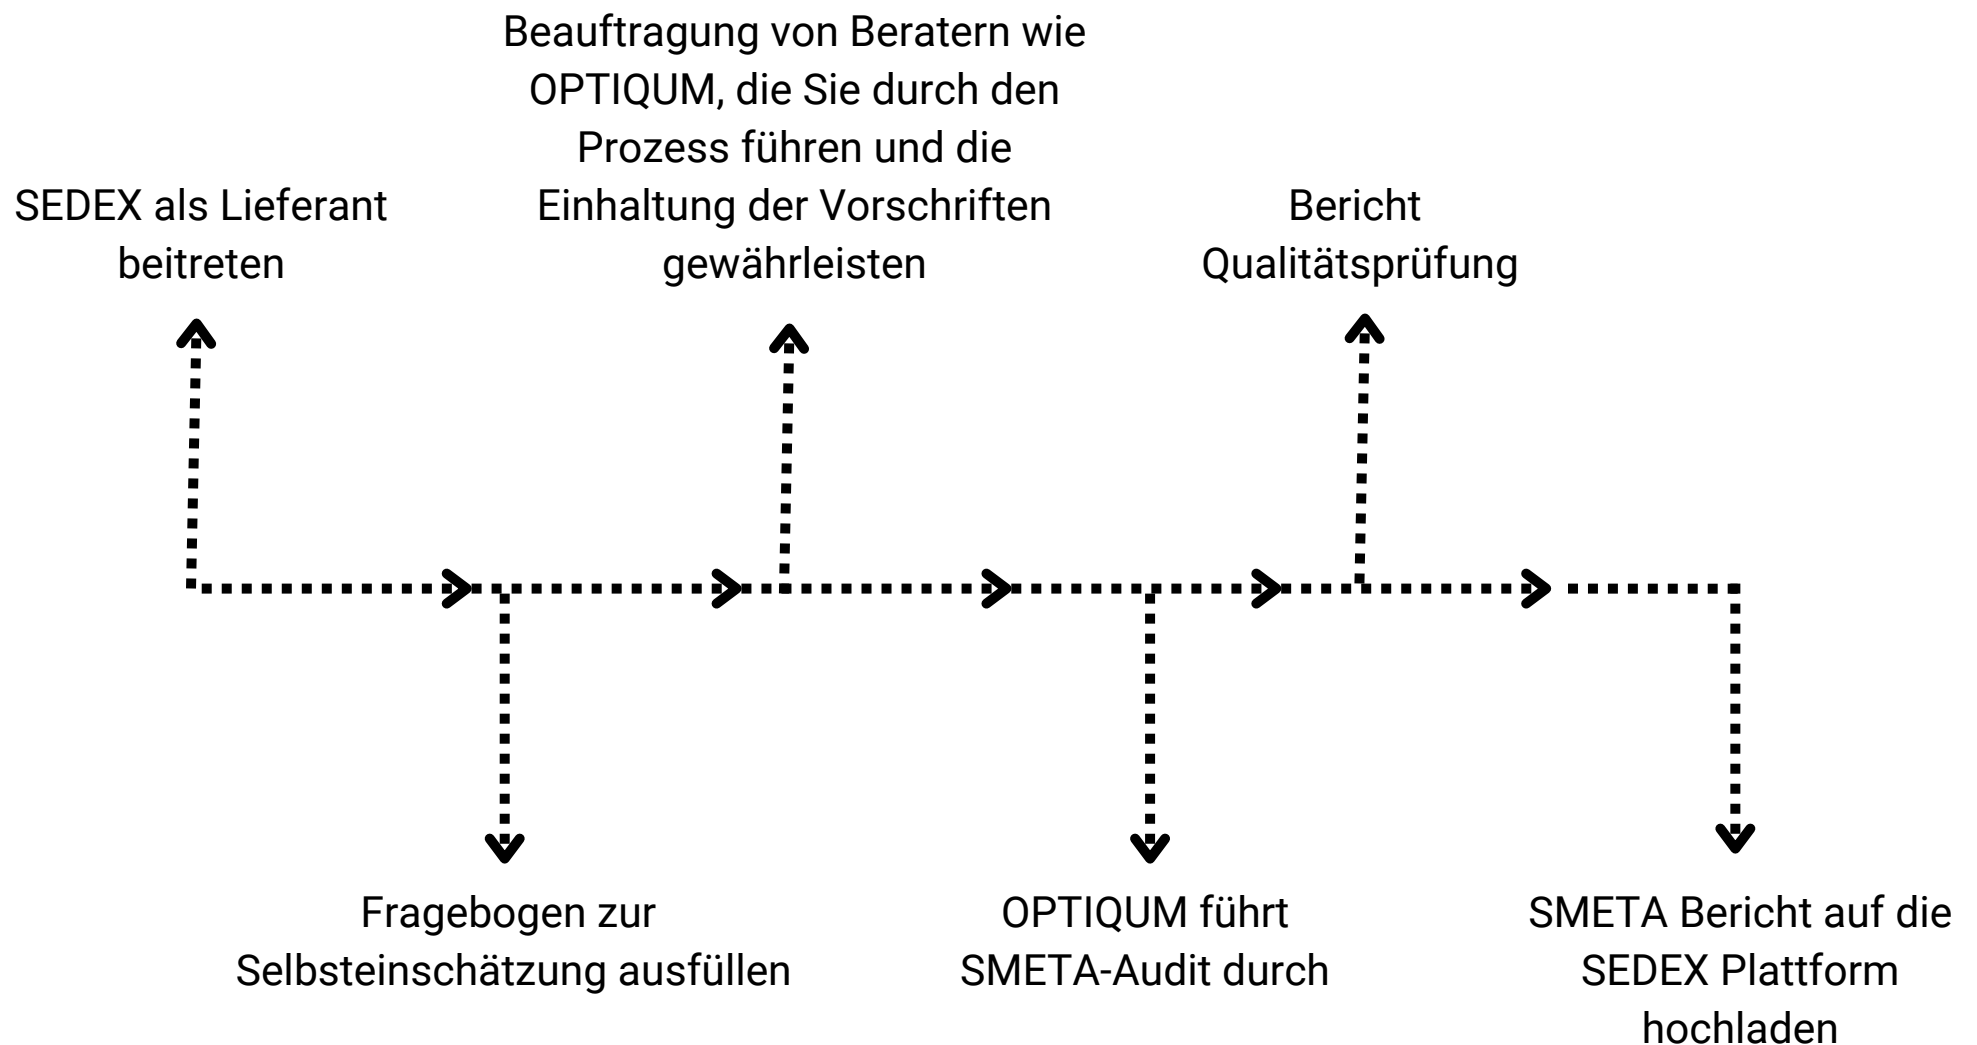 SEDEX als Lieferant
beitreten
Fragebogen zur
Selbsteinschätzung ausfüllen
Beauftragung von Beratern wie
OPTIQUM, die Sie durch den
Prozess führen und die
Einhaltung der Vorschriften
gewährleisten
OPTIQUM führt
SMETA-Audit durch
Bericht
Qualitätsprüfung
SMETA Bericht auf die
SEDEX Plattform
hochladen